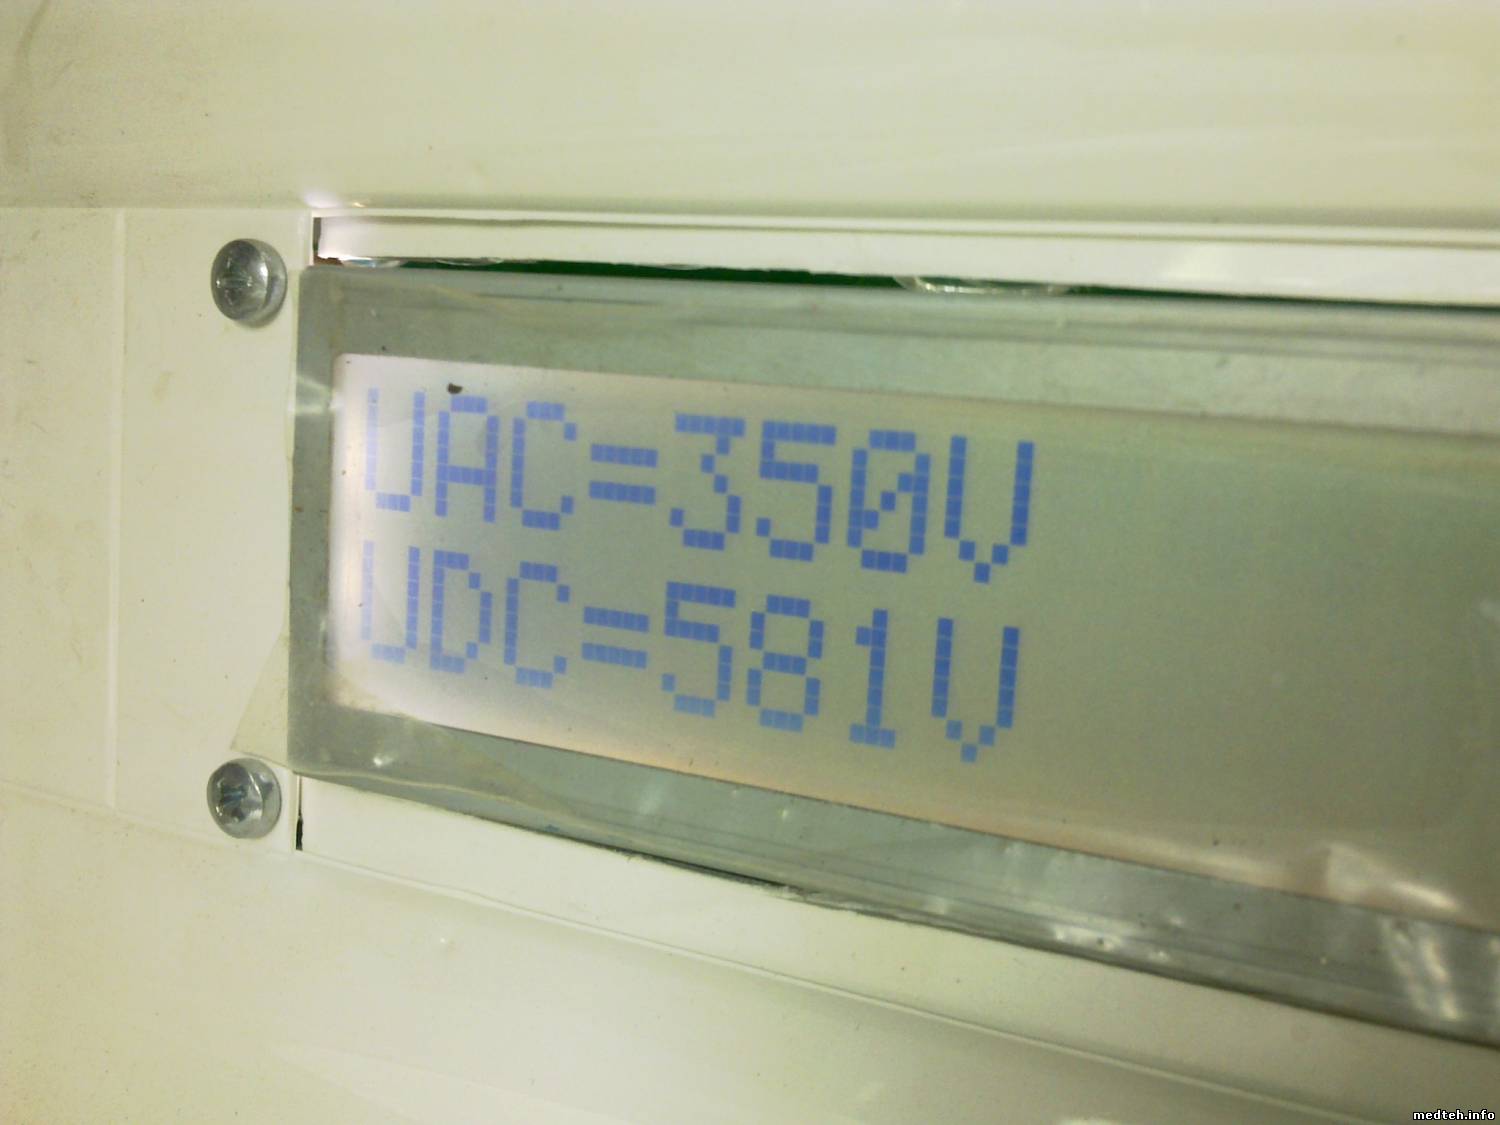 UAC=350V
UDC=581V
medteh.info